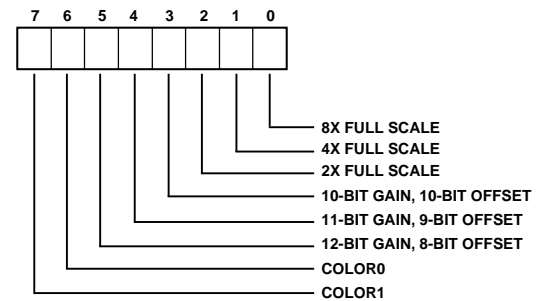 7 6 5 4 3 2 1 0
8X FULL SCALE
4X FULL SCALE
2X FULL SCALE
10-BIT GAIN, 10-BIT OFFSET
11-BIT GAIN, 9-BIT OFFSET
12-BIT GAIN, 8-BIT OFFSET
COLOR0
COLOR1